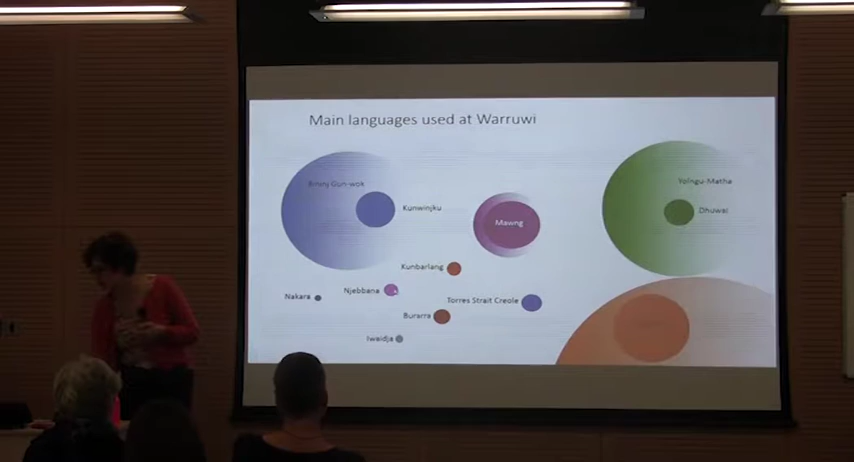 Main languages used at Warruwi
Bininj Gun-wok
Yolngu-Matha
Kunwinjku
Dhuwal
Mawng
Kunbarlang
Njebbana
Nakara
Torres Strait Creole
Burarra
Iwaidja